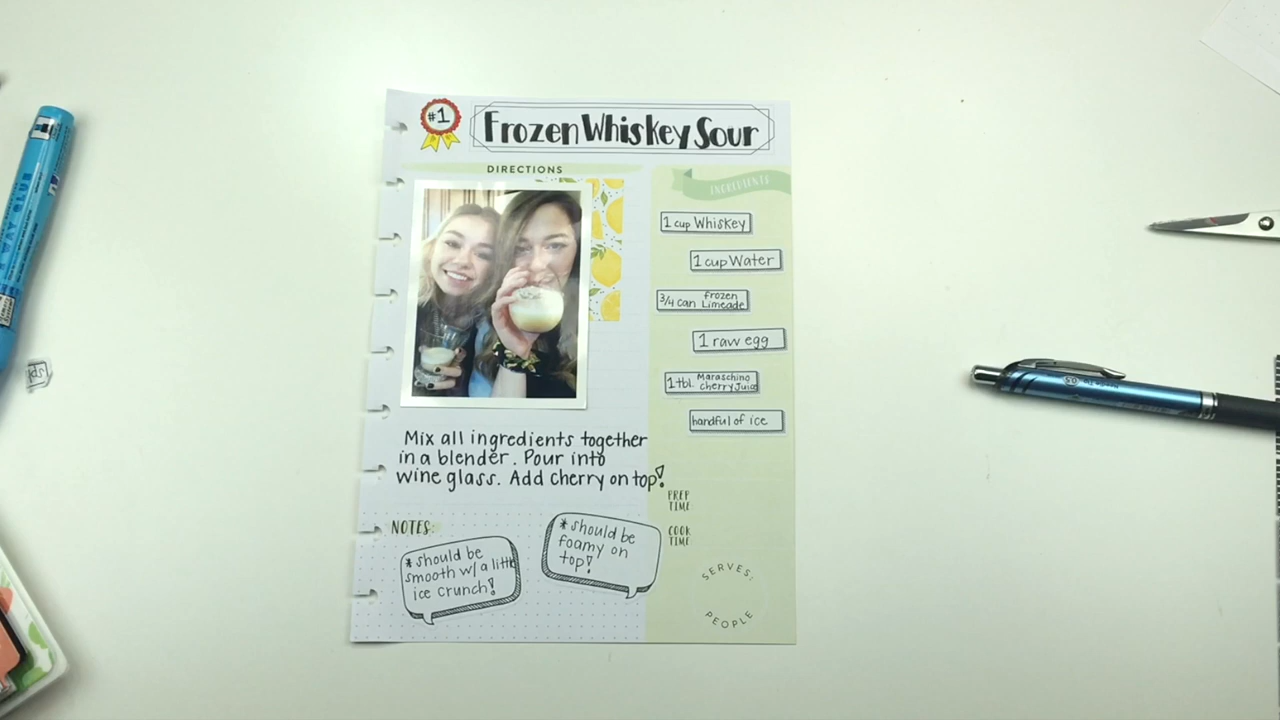 #1
Frozen Whiskey Sour
DIRECTIONS
INGREDIENTS
1 cup Whiskey
1 cup Water
3/4 can frozen Limeade
1 raw egg
1 tbl. Maraschino cherry Juice
handful of ice
Mix all ingredients together
in a blender. Pour into
wine glass. Add cherry on top!
PREP
TIME
COOK
TIME
NOTES:
* should be
smooth w/a little
ice crunch!
* should be
foamy on
top!
SERVES:
PEOPLE